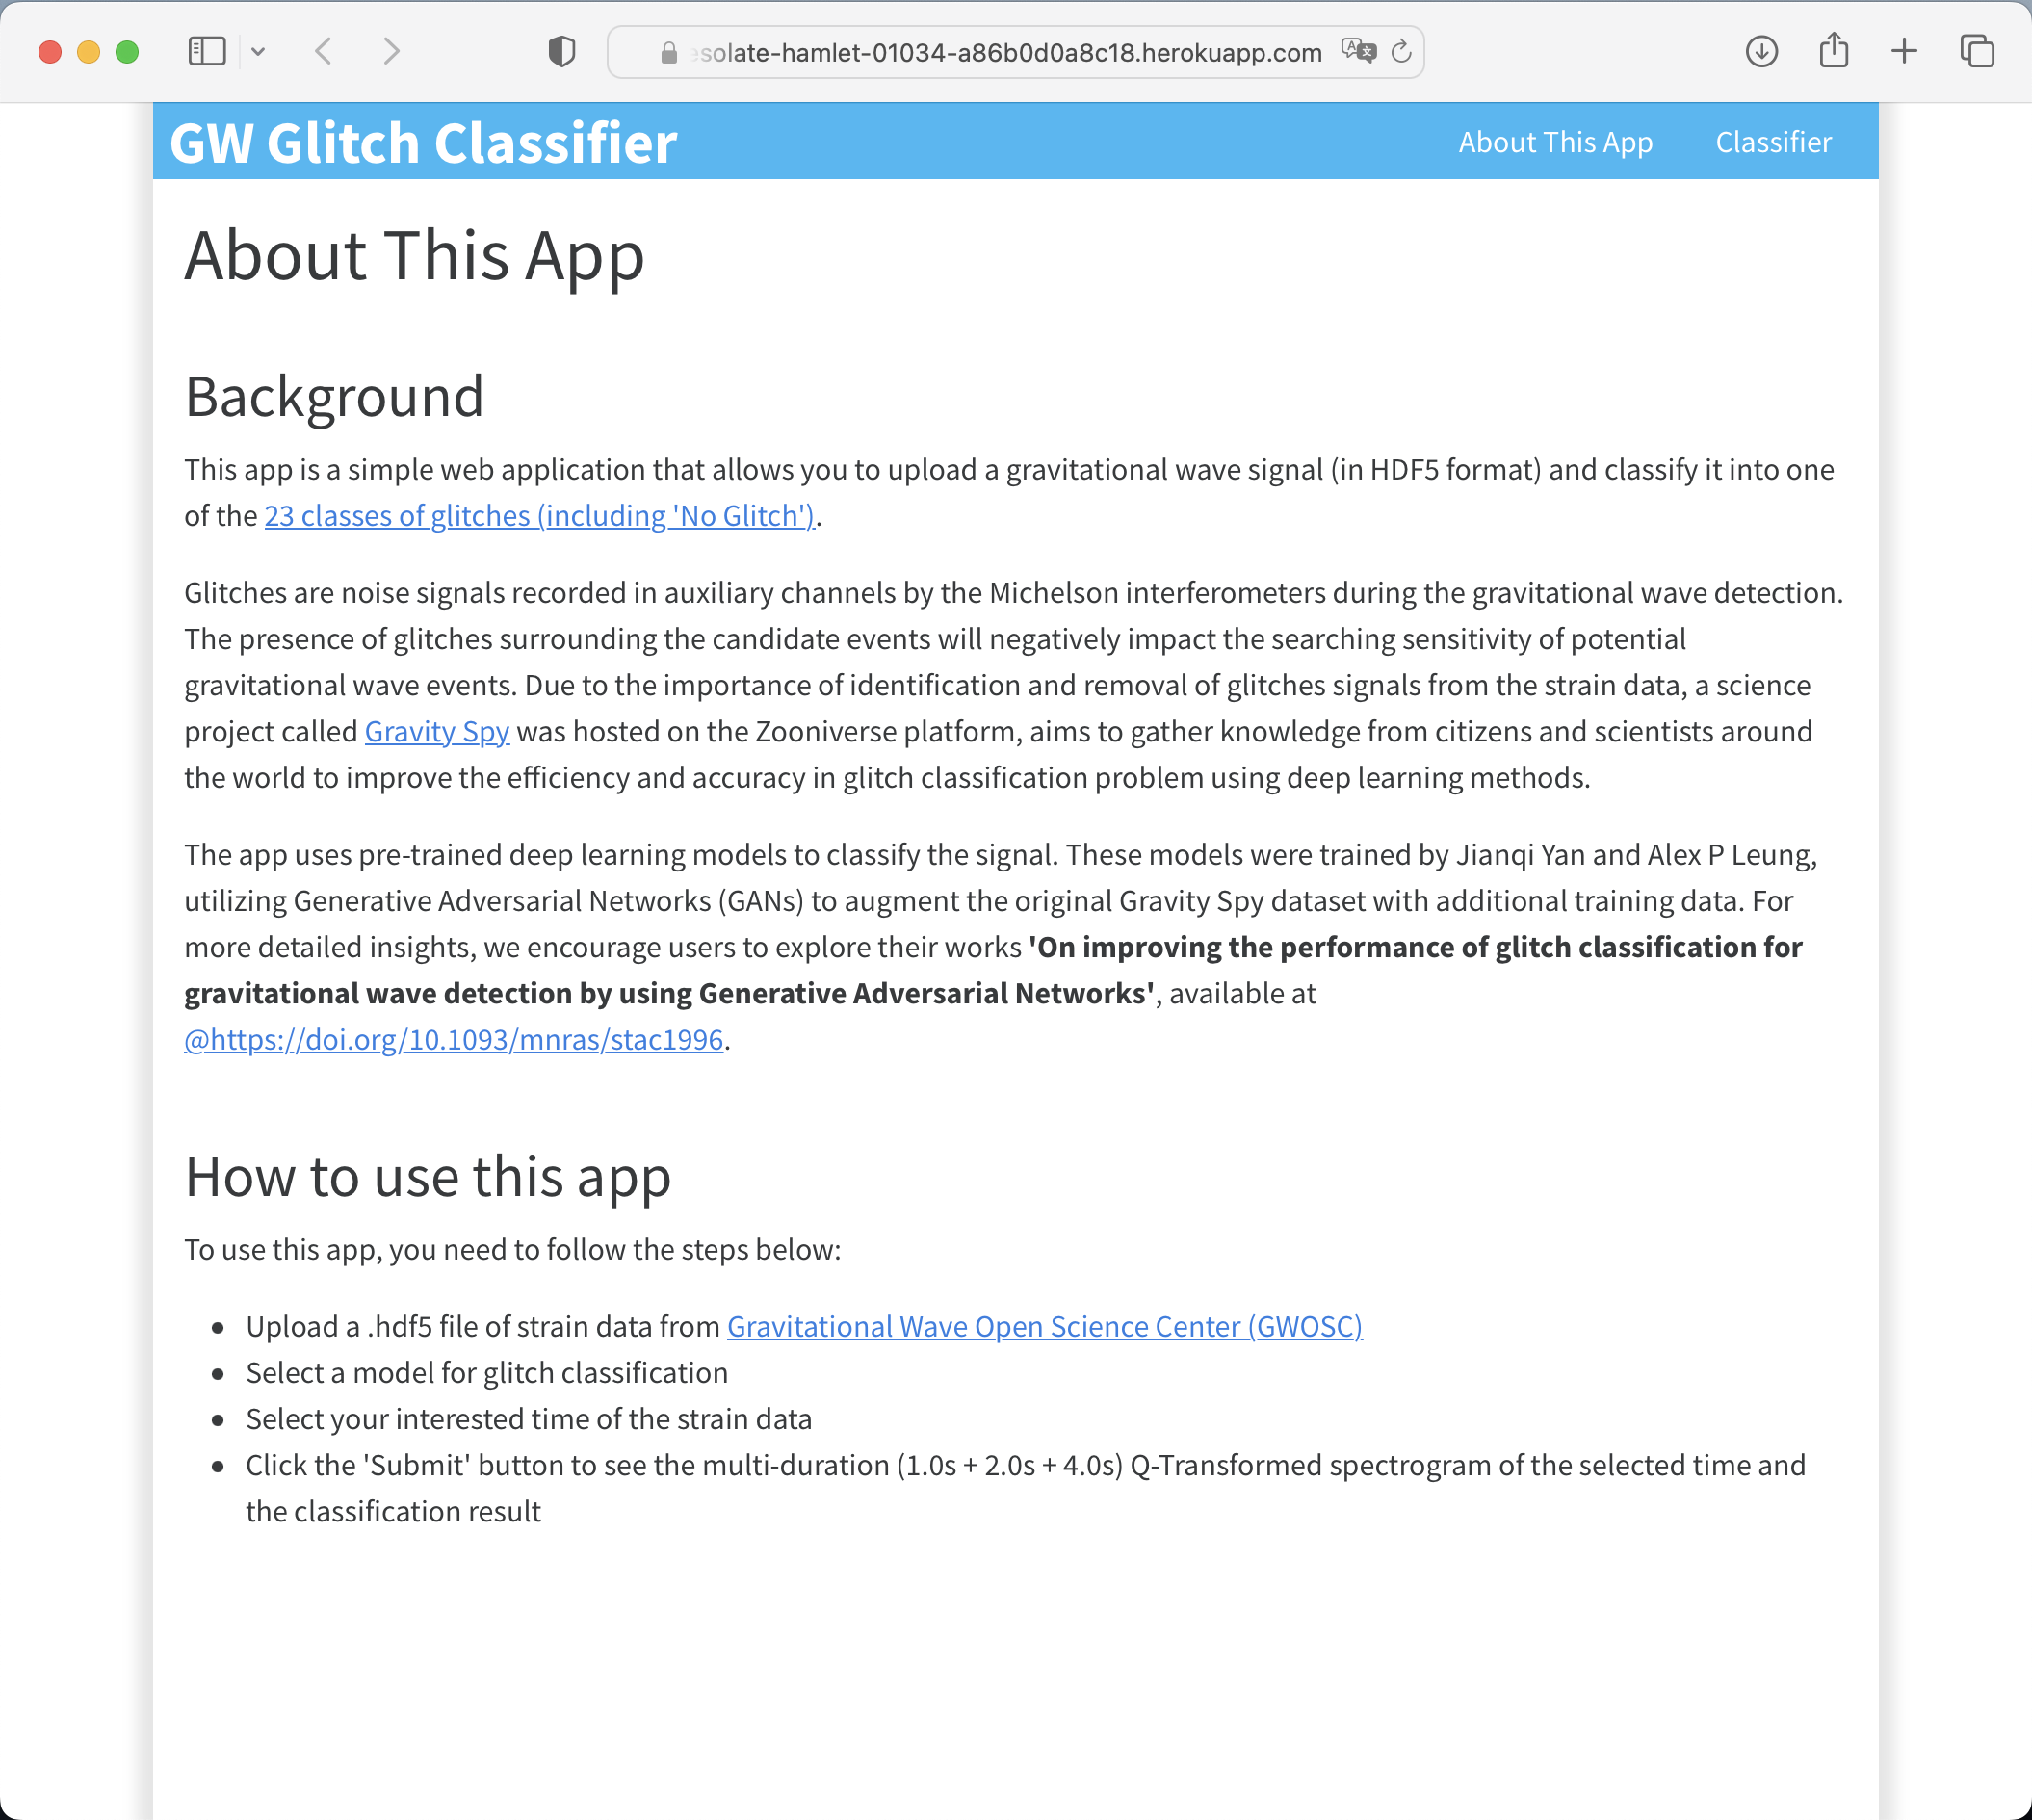 esolate-hamlet-01034-a86b0d0a8c18.herokuapp.com
GW Glitch Classifier
About This App
Classifier
About This App
Background
This app is a simple web application that allows you to upload a gravitational wave signal (in HDF5 format) and classify it into one
of the 23 classes of glitches (including 'No Glitch').
Glitches are noise signals recorded in auxiliary channels by the Michelson interferometers during the gravitational wave detection.
The presence of glitches surrounding the candidate events will negatively impact the searching sensitivity of potential
gravitational wave events. Due to the importance of identification and removal of glitches signals from the strain data, a science
project called Gravity Spy was hosted on the Zooniverse platform, aims to gather knowledge from citizens and scientists around
the world to improve the efficiency and accuracy in glitch classification problem using deep learning methods.
The app uses pre-trained deep learning models to classify the signal. These models were trained by Jianqi Yan and Alex P Leung,
utilizing Generative Adversarial Networks (GANs) to augment the original Gravity Spy dataset with additional training data. For
more detailed insights, we encourage users to explore their works 'On improving the performance of glitch classification for
gravitational wave detection by using Generative Adversarial Networks', available at
@https://doi.org/10.1093/mnras/stac1996.
How to use this app
To use this app, you need to follow the steps below:
• Upload a .hdf5 file of strain data from Gravitational Wave Open Science Center (GWOSC)
• Select a model for glitch classification
• Select your interested time of the strain data
• Click the 'Submit' button to see the multi-duration (1.0s + 2.0s + 4.0s) Q-Transformed spectrogram of the selected time and
the classification result